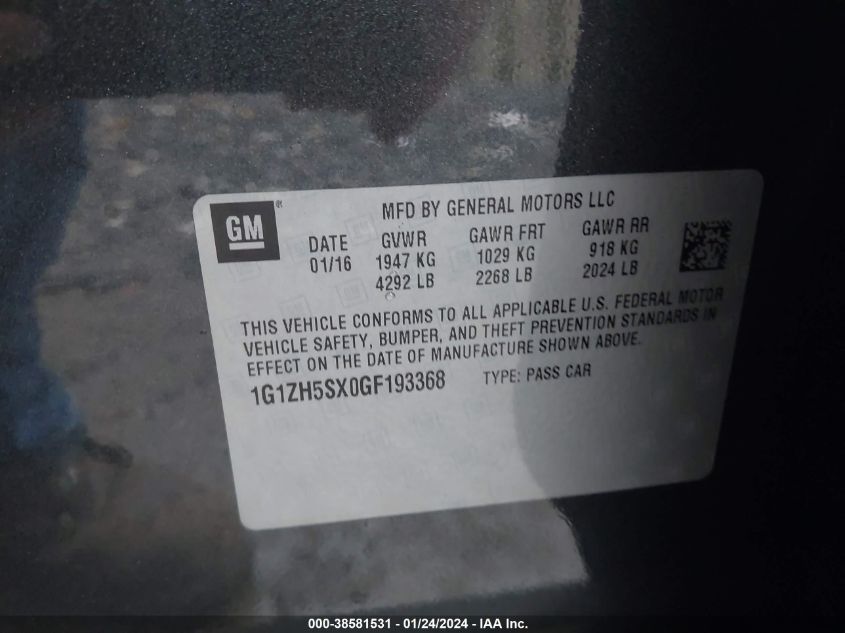 GM®
MFD BY GENERAL MOTORS LLC
DATE GVWR GAWR FRT GAWR RR
01/16 1947 KG 1029 KG 918 KG
4292 LB 2268 LB 2024 LB
THIS VEHICLE CONFORMS TO ALL APPLICABLE U.S. FEDERAL MOTOR
VEHICLE SAFETY, BUMPER, AND THEFT PREVENTION STANDARDS IN
EFFECT ON THE DATE OF MANUFACTURE SHOWN ABOVE.
1G1ZH5SX0GF193368 TYPE: PASS CAR
000-38581531 - 01/24/2024 - IAA Inc.